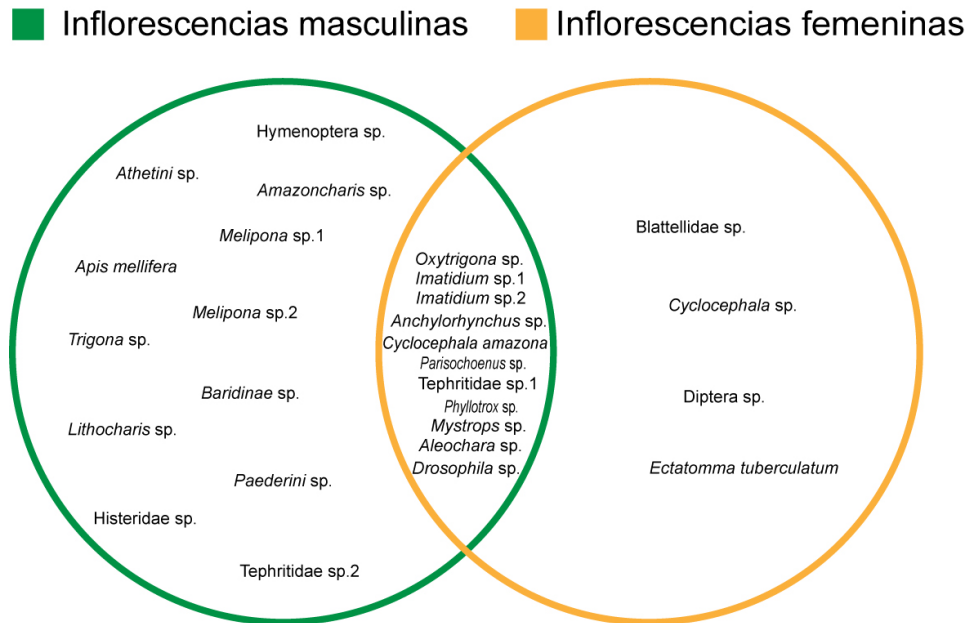 Inflorescencias masculinas
Inflorescencias femeninas
Hymenoptera sp.
Athetini sp.
Amazoncharis sp.
Melipona sp.1
Apis mellifera
Melipona sp.2
Trigona sp.
Baridinae sp.
Lithocharis sp.
Paederini sp.
Histeridae sp.
Tephritidae sp.2
Oxytrigona sp.
Imatidium sp.1
Imatidium sp.2
Anchylorhynchus sp.
Cyclocephala amazona
Parisochoenus sp.
Tephritidae sp.1
Phyllotrox sp.
Mystrops sp.
Aleochara sp.
Drosophila sp.
Blattellidae sp.
Cyclocephala sp.
Diptera sp.
Ectatomma tuberculatum